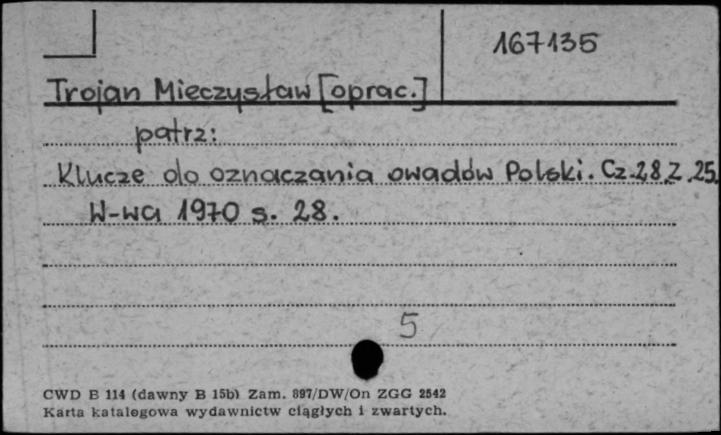 167135
Trojan Mieczysław [oprac.]
patrz:
Klucze do oznaczania owadów Polski. Cz. 28 Z. 25.
W-wa 1970 s. 28.
5
CWD B 114 (dawny B 15b) Zam. 897/DW/On ZGG 2542
Karta katalogowa wydawnictw ciągłych i zwartych.